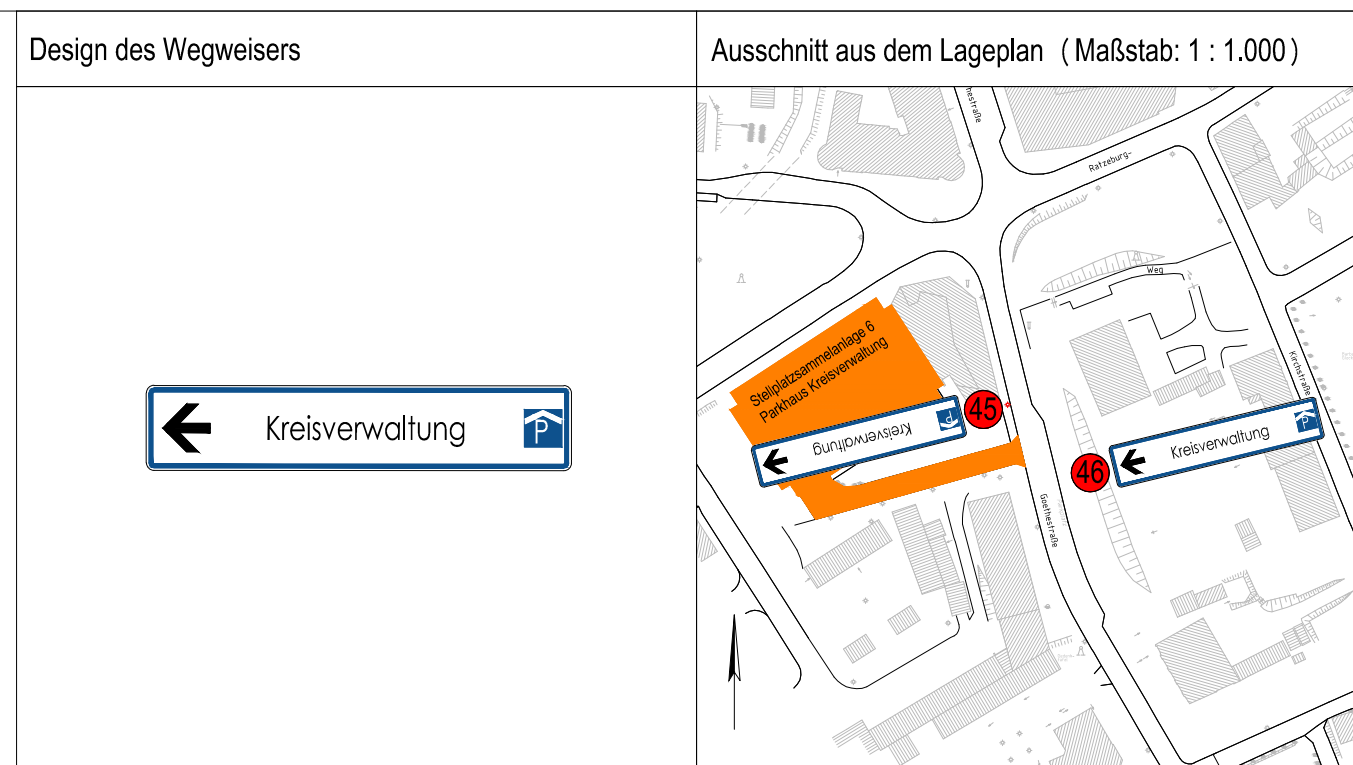 Design des Wegweisers
Ausschnitt aus dem Lageplan (Maßstab: 1 : 1.000)
Kreisverwaltung
P
hestraße
Ratzeburg-
Weg
Stellplatzsammelanlage 6
Parkhaus Kreisverwaltung
Kirchstraße
45
Kreisverwaltung
P
46
Kreisverwaltung
P
Goethestraße